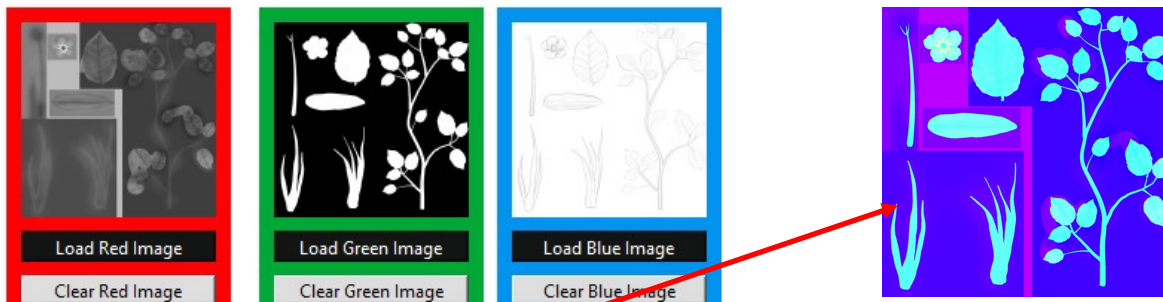 Load Red Image
Load Green Image
Load Blue Image
Clear Red Image
Clear Green Image
Clear Blue Image